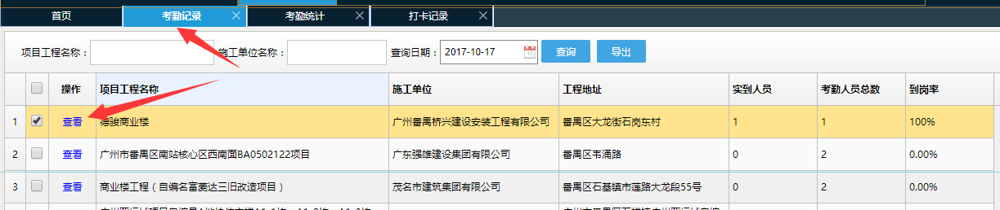 首页 考勤记录 考勤统计 打卡记录
项目工程名称： 施工单位名称： 查询日期： 2017-10-17 查询 导出
操作 项目工程名称 施工单位 工程地址 实到人员 考勤人员总数 到岗率
1 查看 德骏商业楼 广州番禺桥兴建设安装工程有限公司 番禺区大龙街石岗东村 1 1 100%
2 查看 广州市番禺区南站核心区西南面BA0502122项目 广东强雄建设集团有限公司 番禺区韦涌路 0 2 0.00%
3 查看 商业楼工程（自编名富菱达三旧改造项目） 茂名市建筑集团有限公司 番禺区石基镇市莲路大龙段55号 0 2 0.00%